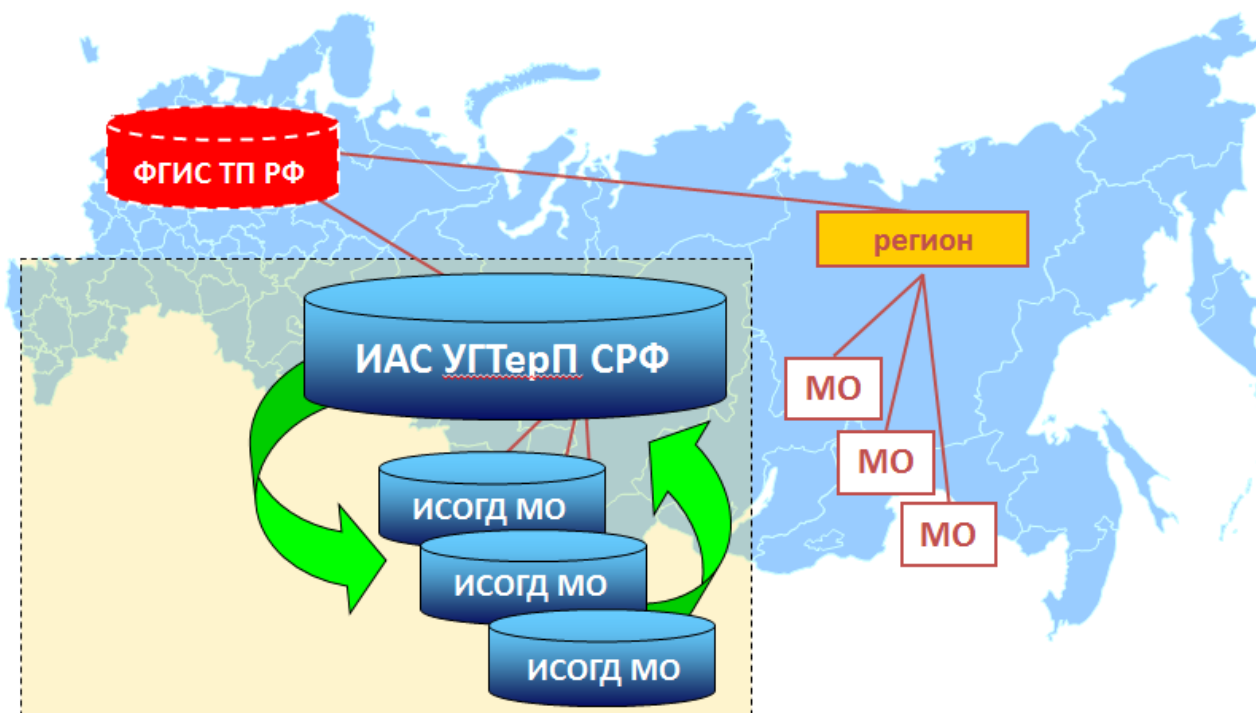 ФГИС ТП РФ
регион
ИАС УГТерП СРФ
МО
МО
МО
ИСОГД МО
ИСОГД МО
ИСОГД МО